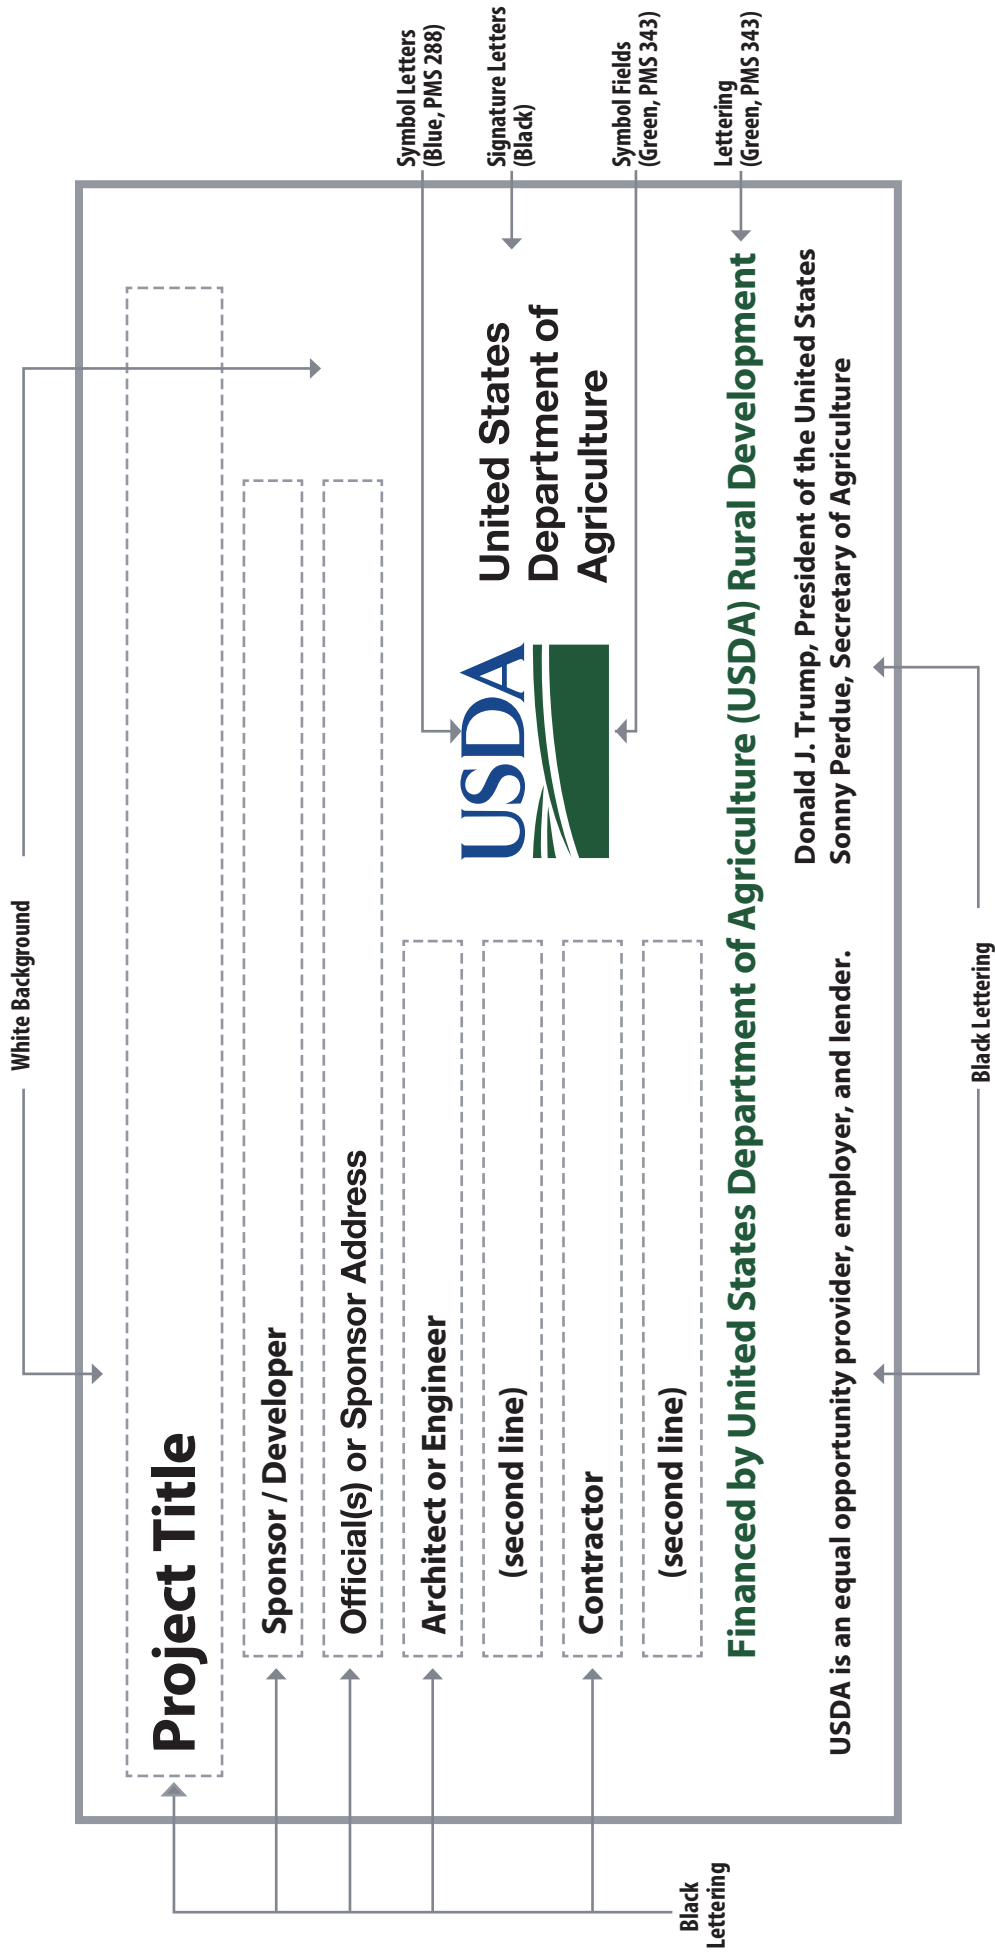 White Background
Project Title
Sponsor / Developer
Official(s) or Sponsor Address
Architect or Engineer
(second line)
Contractor
(second line)
Black
Lettering
USDA
United States
Department of
Agriculture
Symbol Letters
(Blue, PMS 288)
Signature Letters
(Black)
Symbol Fields
(Green, PMS 343)
Lettering
(Green, PMS 343)
Financed by United States Department of Agriculture (USDA) Rural Development
Donald J. Trump, President of the United States
Sonny Perdue, Secretary of Agriculture
USDA is an equal opportunity provider, employer, and lender.
Black Lettering